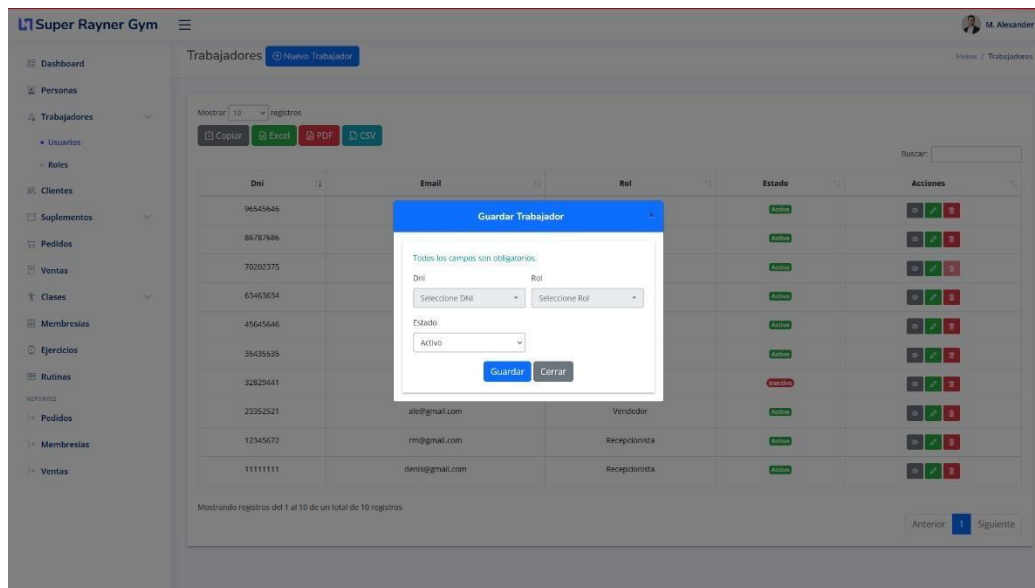 Super Rayner Gym
M. Alexander
Dashboard
Personas
Trabajadores
Usuarios
Roles
Clientes
Suplementos
Pedidos
Ventas
Clases
Membresias
Ejercicios
Rutinas
REPORTES
Pedidos
Membresias
Ventas
Trabajadores Nuevo Trabajador
Home / Trabajadores
Mostrar 10 registros
Copiar Excel PDF CSV
Buscar:
Dni Email Rol Estado Acciones
96545646 Activo
86787686 Activo
70202375 Activo
63463634 Activo
45645646 Activo
35435535 Activo
32829441 Inactivo
23352521 ale@gmail.com Vendedor Activo
12345672 rm@gmail.com Recepcionista Activo
11111111 denis@gmail.com Recepcionista Activo
Guardar Trabajador ×
Todos los campos son obligatorios.
Dni Rol
Seleccione DNI Seleccione Rol
Estado
Activo
Guardar Cerrar
Mostrando registros del 1 al 10 de un total de 10 registros
Anterior 1 Siguiente